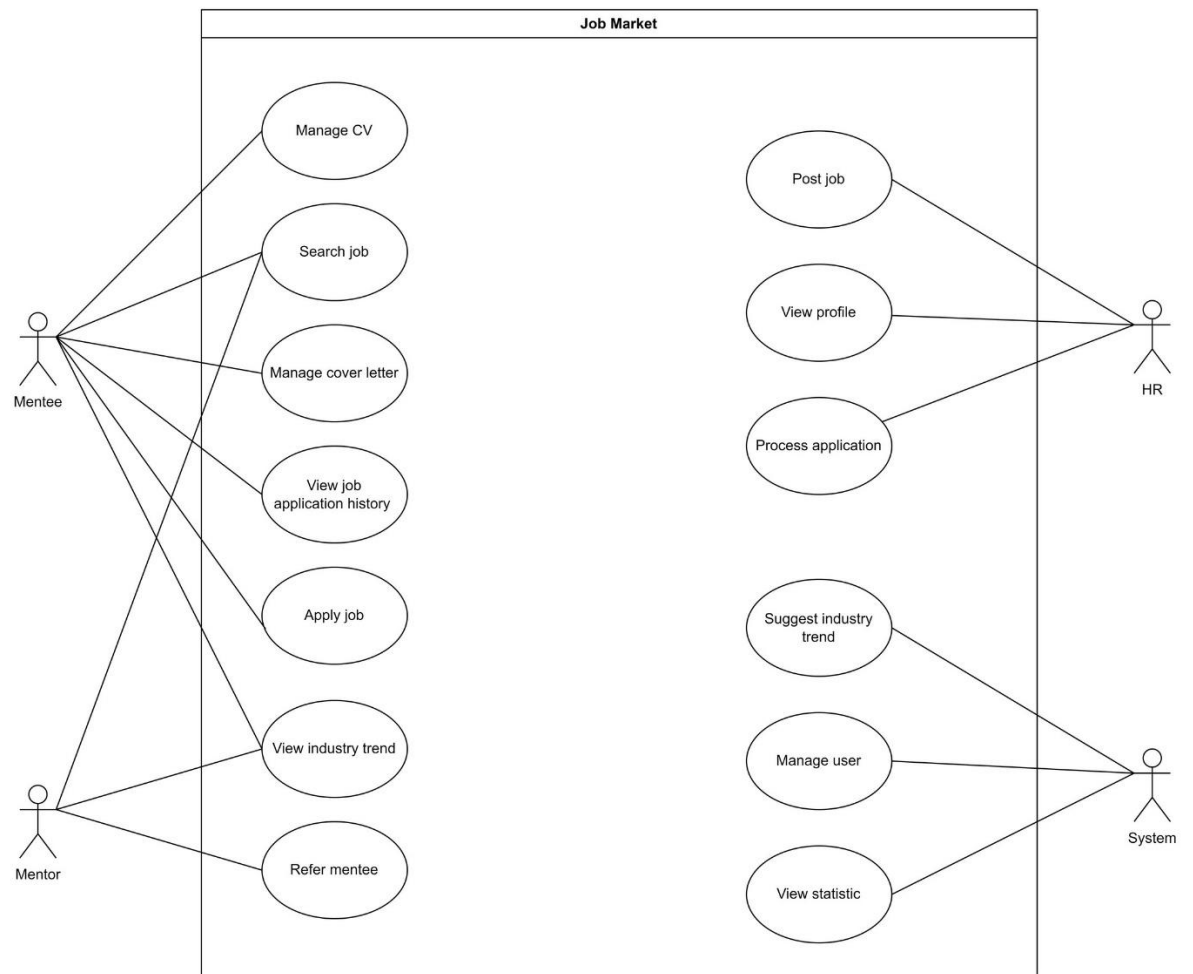 Job Market
Manage CV
Search job
Manage cover letter
View job
application history
Apply job
View industry trend
Refer mentee
Mentee
Mentor
Post job
View profile
Process application
Suggest industry
trend
Manage user
View statistic
HR
System